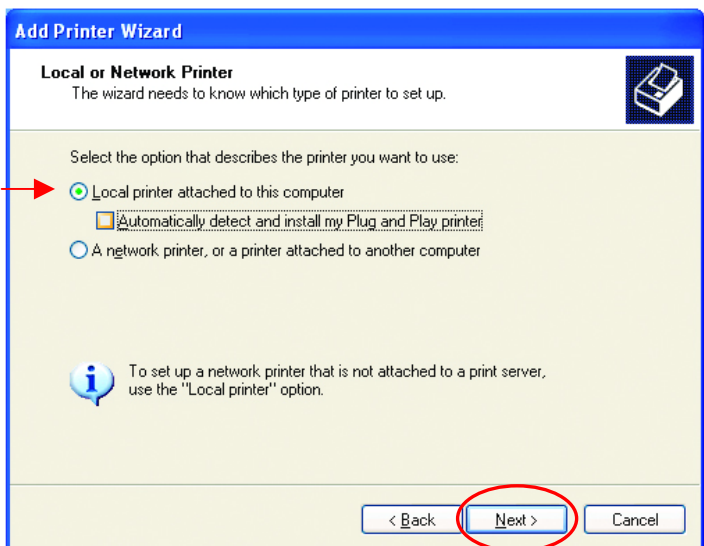 Add Printer Wizard
Local or Network Printer
The wizard needs to know which type of printer to set up.
Select the option that describes the printer you want to use:
Local printer attached to this computer
Automatically detect and install my Plug and Play printer
A network printer, or a printer attached to another computer
To set up a network printer that is not attached to a print server,
use the "Local printer" option.
< Back
Next >
Cancel